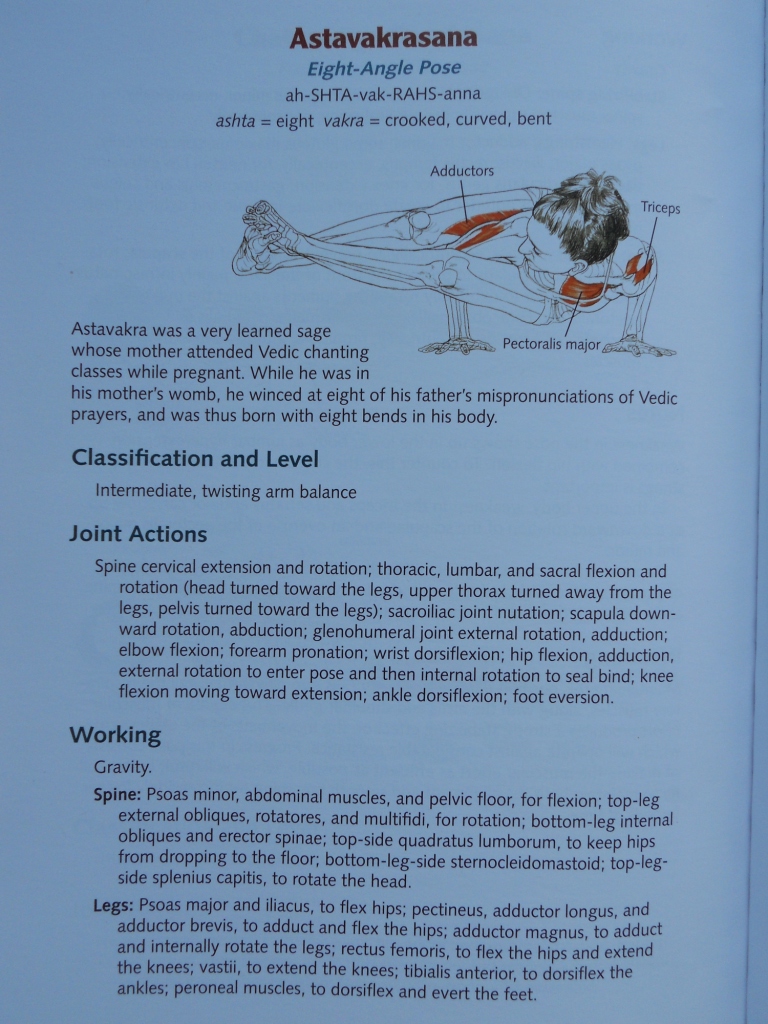 Astavakrasana
Eight-Angle Pose
ah-SHTA-vak-RAHS-anna
ashta = eight vakra = crooked, curved, bent
Adductors
Triceps
Pectoralis major
Astavakra was a very learned sage
whose mother attended Vedic chanting
classes while pregnant. While he was in
his mother's womb, he winced at eight of his father's mispronunciations of Vedic
prayers, and was thus born with eight bends in his body.
Classification and Level
Intermediate, twisting arm balance
Joint Actions
Spine cervical extension and rotation; thoracic, lumbar, and sacral flexion and
rotation (head turned toward the legs, upper thorax turned away from the
legs, pelvis turned toward the legs); sacroiliac joint nutation; scapula down-
ward rotation, abduction; glenohumeral joint external rotation, adduction;
elbow flexion; forearm pronation; wrist dorsiflexion; hip flexion, adduction,
external rotation to enter pose and then internal rotation to seal bind; knee
flexion moving toward extension; ankle dorsiflexion; foot eversion.
Working
Gravity.
Spine: Psoas minor, abdominal muscles, and pelvic floor, for flexion; top-leg
external obliques, rotatores, and multifidi, for rotation; bottom-leg internal
obliques and erector spinae; top-side quadratus lumborum, to keep hips
from dropping to the floor; bottom-leg-side sternocleidomastoid; top-leg-
side splenius capitis, to rotate the head.
Legs: Psoas major and iliacus, to flex hips; pectineus, adductor longus, and
adductor brevis, to adduct and flex the hips; adductor magnus, to adduct
and internally rotate the legs; rectus femoris, to flex the hips and extend
the knees; vastii, to extend the knees; tibialis anterior, to dorsiflex the
ankles; peroneal muscles, to dorsiflex and evert the feet.